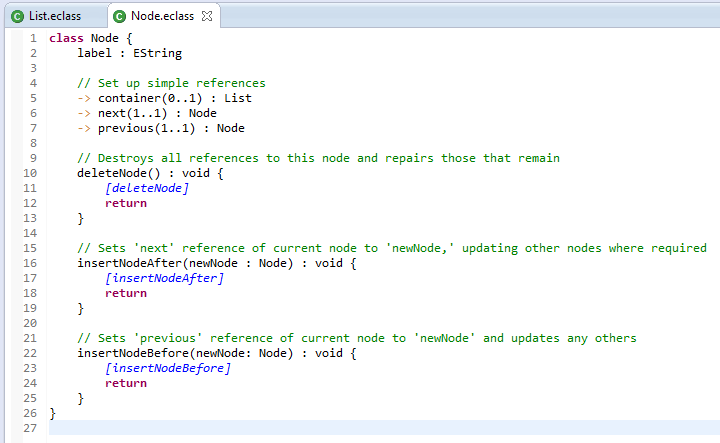 List.eclass Node.eclass
1 class Node {
2 label : EString
3
4 // Set up simple references
5 -> container(0..1) : List
6 -> next(1..1) : Node
7 -> previous(1..1) : Node
8
9 // Destroys all references to this node and repairs those that remain
10 deleteNode() : void {
11 [deleteNode]
12 return
13 }
14
15 // Sets 'next' reference of current node to 'newNode,' updating other nodes where required
16 insertNodeAfter(newNode : Node) : void {
17 [insertNodeAfter]
18 return
19 }
20
21 // Sets 'previous' reference of current node to 'newNode' and updates any others
22 insertNodeBefore(newNode: Node) : void {
23 [insertNodeBefore]
24 return
25 }
26 }
27